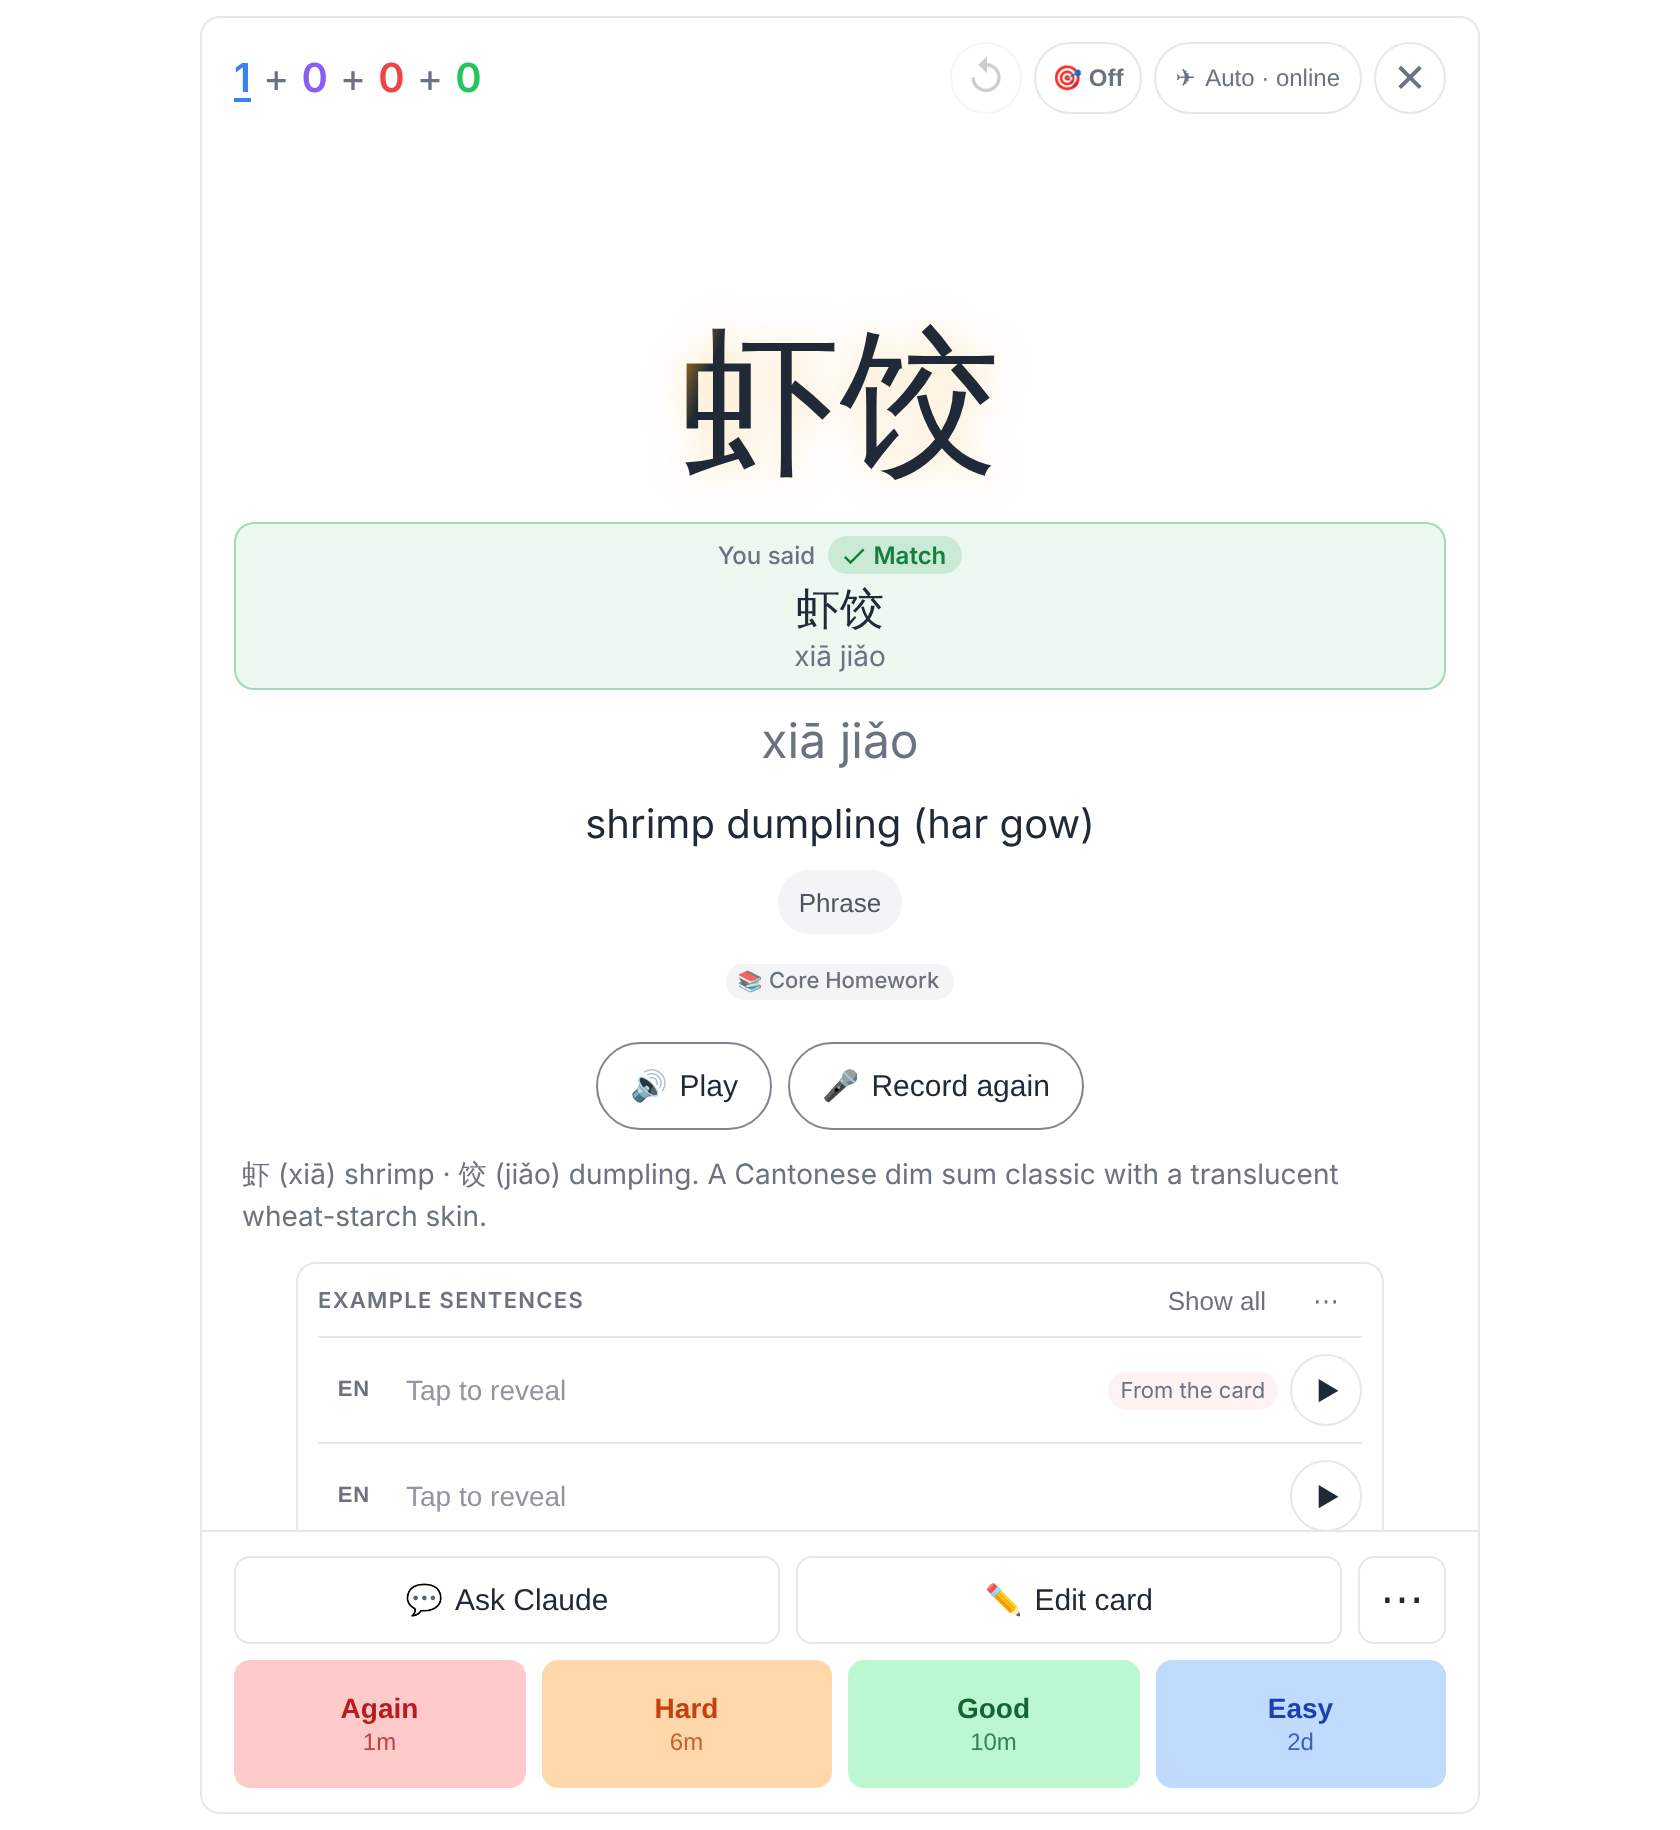 1 + 0 + 0 + 0
🎯 Off
✈ Auto · online
✕
虾饺
You said ✓ Match
虾饺
xiā jiǎo
xiā jiǎo
shrimp dumpling (har gow)
Phrase
📚 Core Homework
🔊 Play
🎤 Record again
虾 (xiā) shrimp · 饺 (jiǎo) dumpling. A Cantonese dim sum classic with a translucent
wheat-starch skin.
EXAMPLE SENTENCES
Show all
⋯
EN Tap to reveal
From the card
EN Tap to reveal
💬 Ask Claude
✏️ Edit card
⋯
Again
1m
Hard
6m
Good
10m
Easy
2d